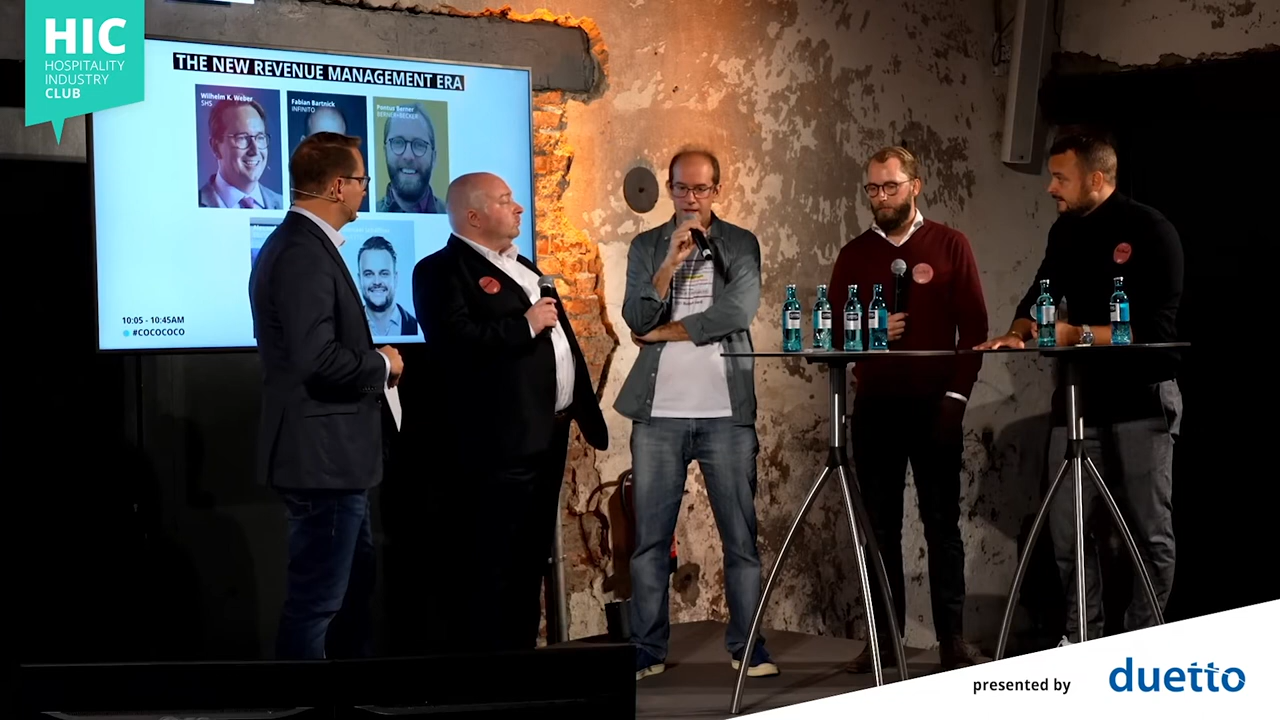 HIC
HOSPITALITY
INDUSTRY
CLUB
THE NEW REVENUE MANAGEMENT ERA
Wilhelm K. Weber
SHS
Fabian Bartnick
INFINITO
Pontus Berner
BERNER+BECKER
10:05 - 10:45AM
#COCOCOCO
presented by
duetto